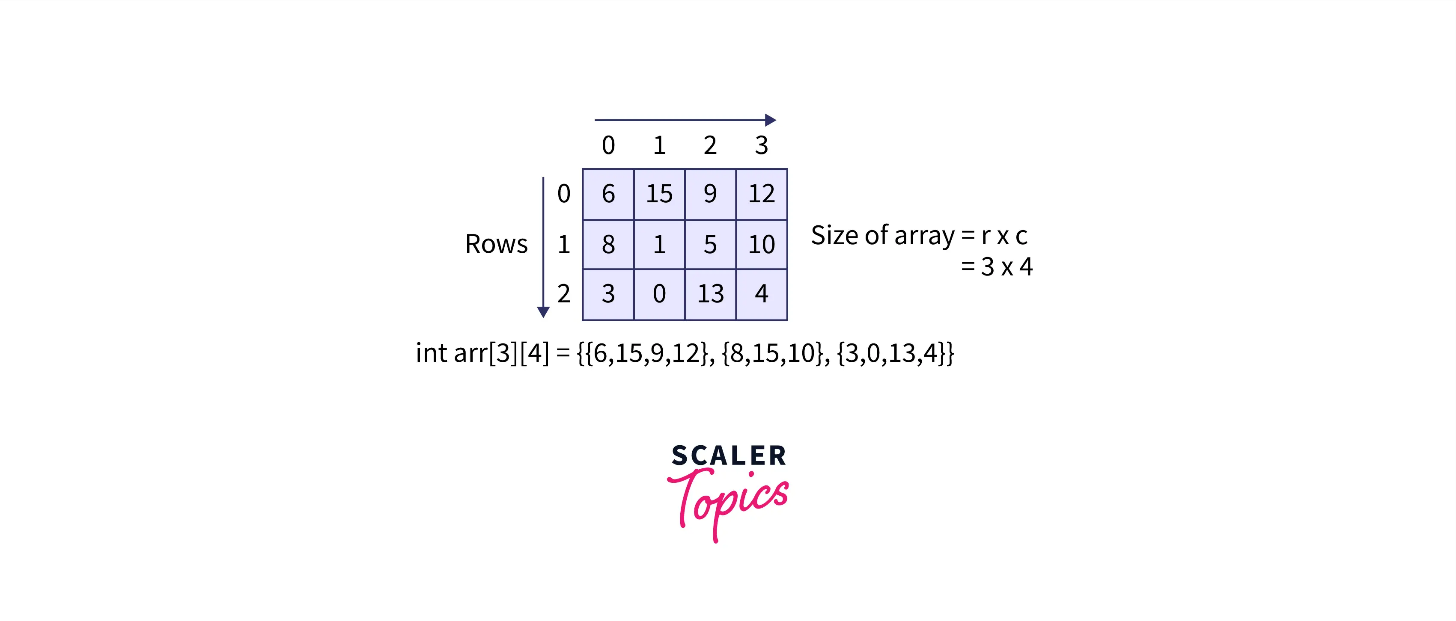 0 1 2 3
0 6 15 9 12
Rows 1 8 1 5 10
2 3 0 13 4
Size of array = r x c
= 3 x 4
int arr[3][4] = {{6,15,9,12}, {8,15,10}, {3,0,13,4}}
SCALER
Topics